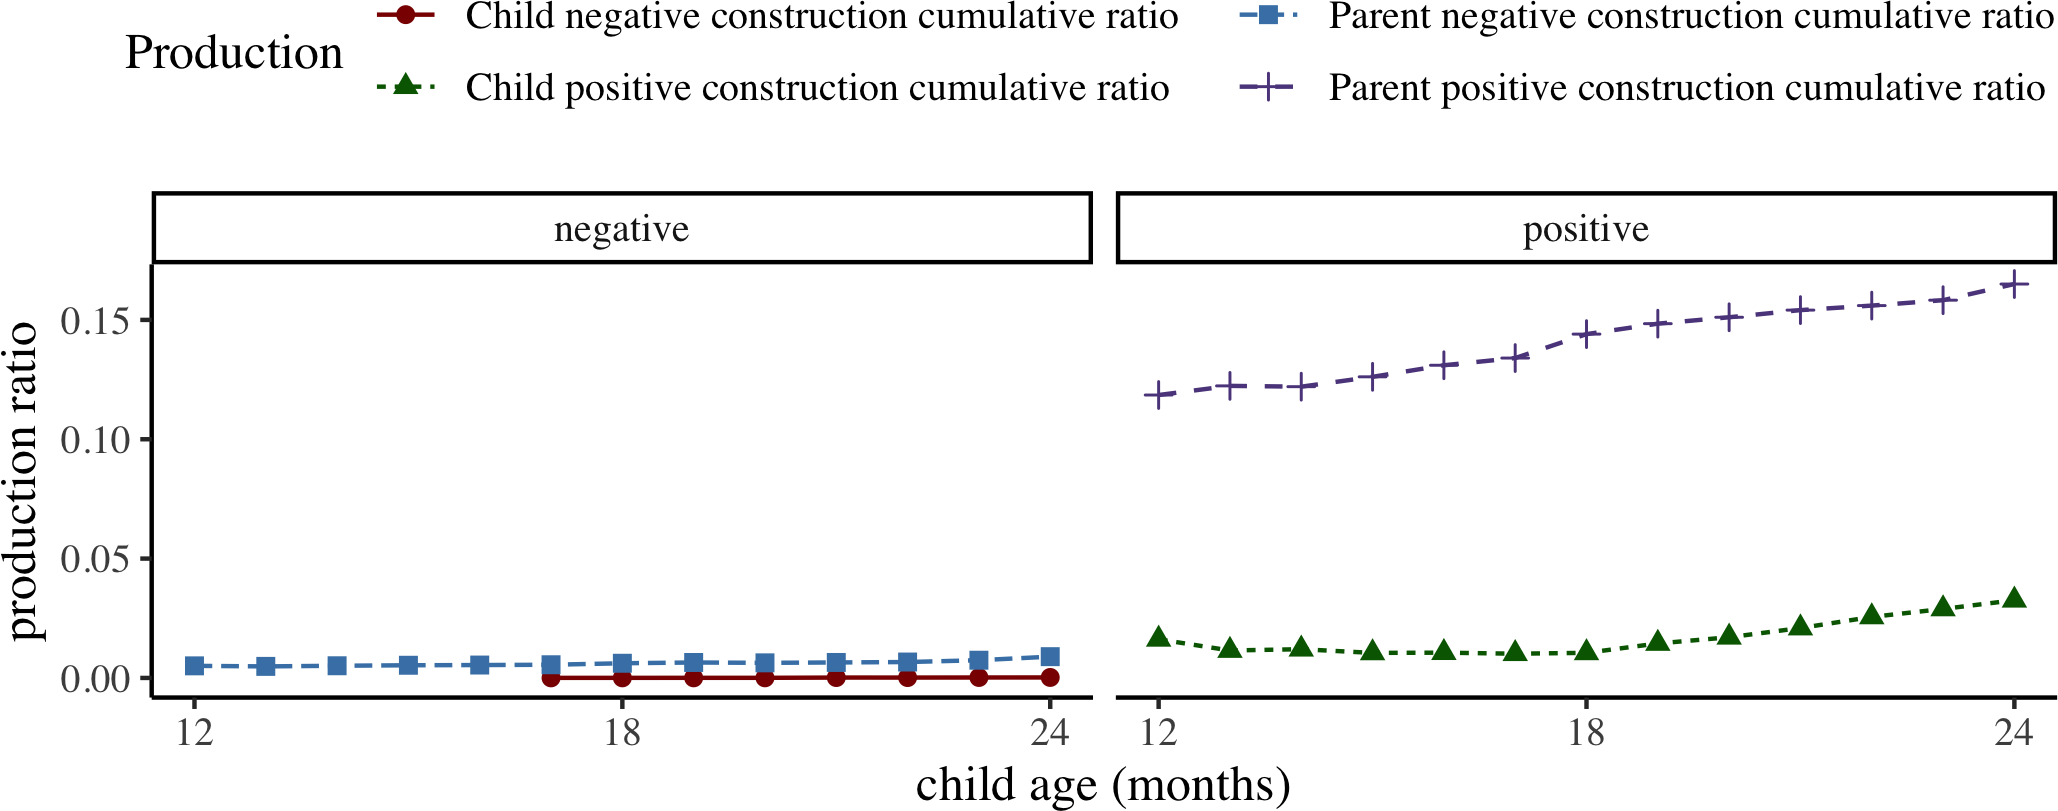 Production
Child negative construction cumulative ratio
Parent negative construction cumulative ratio
Child positive construction cumulative ratio
Parent positive construction cumulative ratio
negative
positive
production ratio
0.15
0.10
0.05
0.00
12 18 24
12 18 24
child age (months)